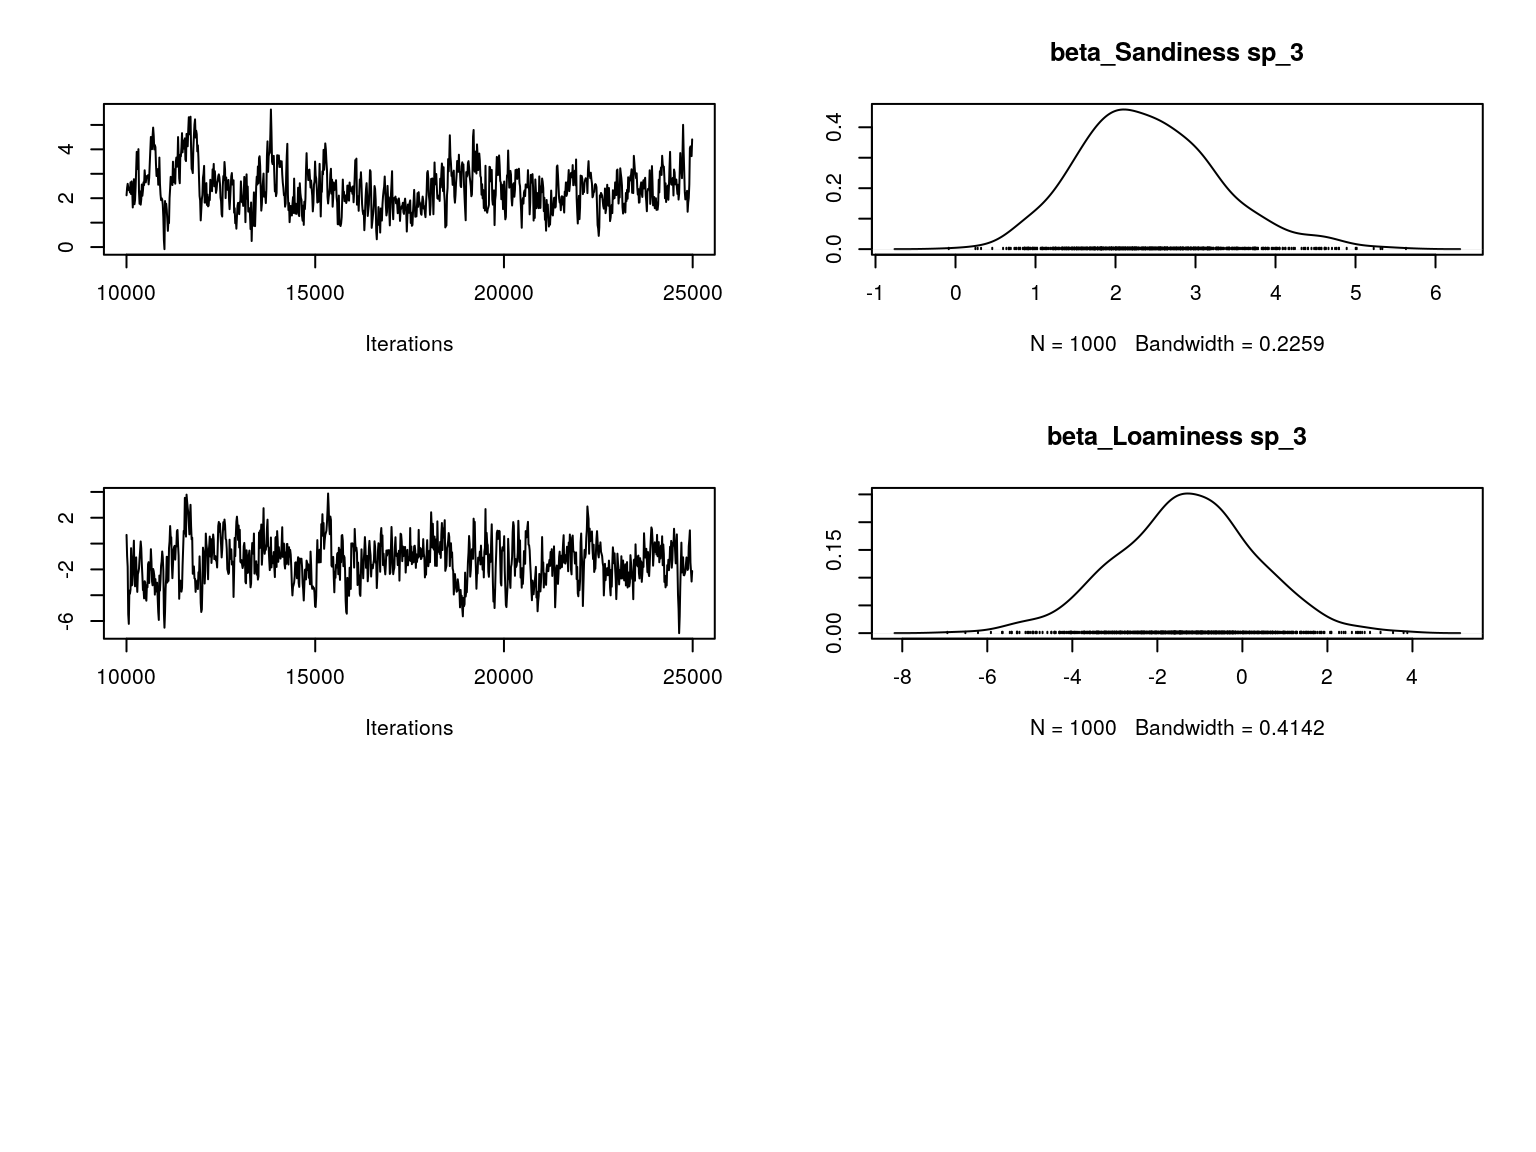 beta_Sandiness sp_3
4
2
0
10000 15000 20000 25000
Iterations
0.4
0.2
0.0
-1 0 1 2 3 4 5 6
N = 1000 Bandwidth = 0.2259
beta_Loaminess sp_3
2
-2
-6
10000 15000 20000 25000
Iterations
0.15
0.00
-8 -6 -4 -2 0 2 4
N = 1000 Bandwidth = 0.4142